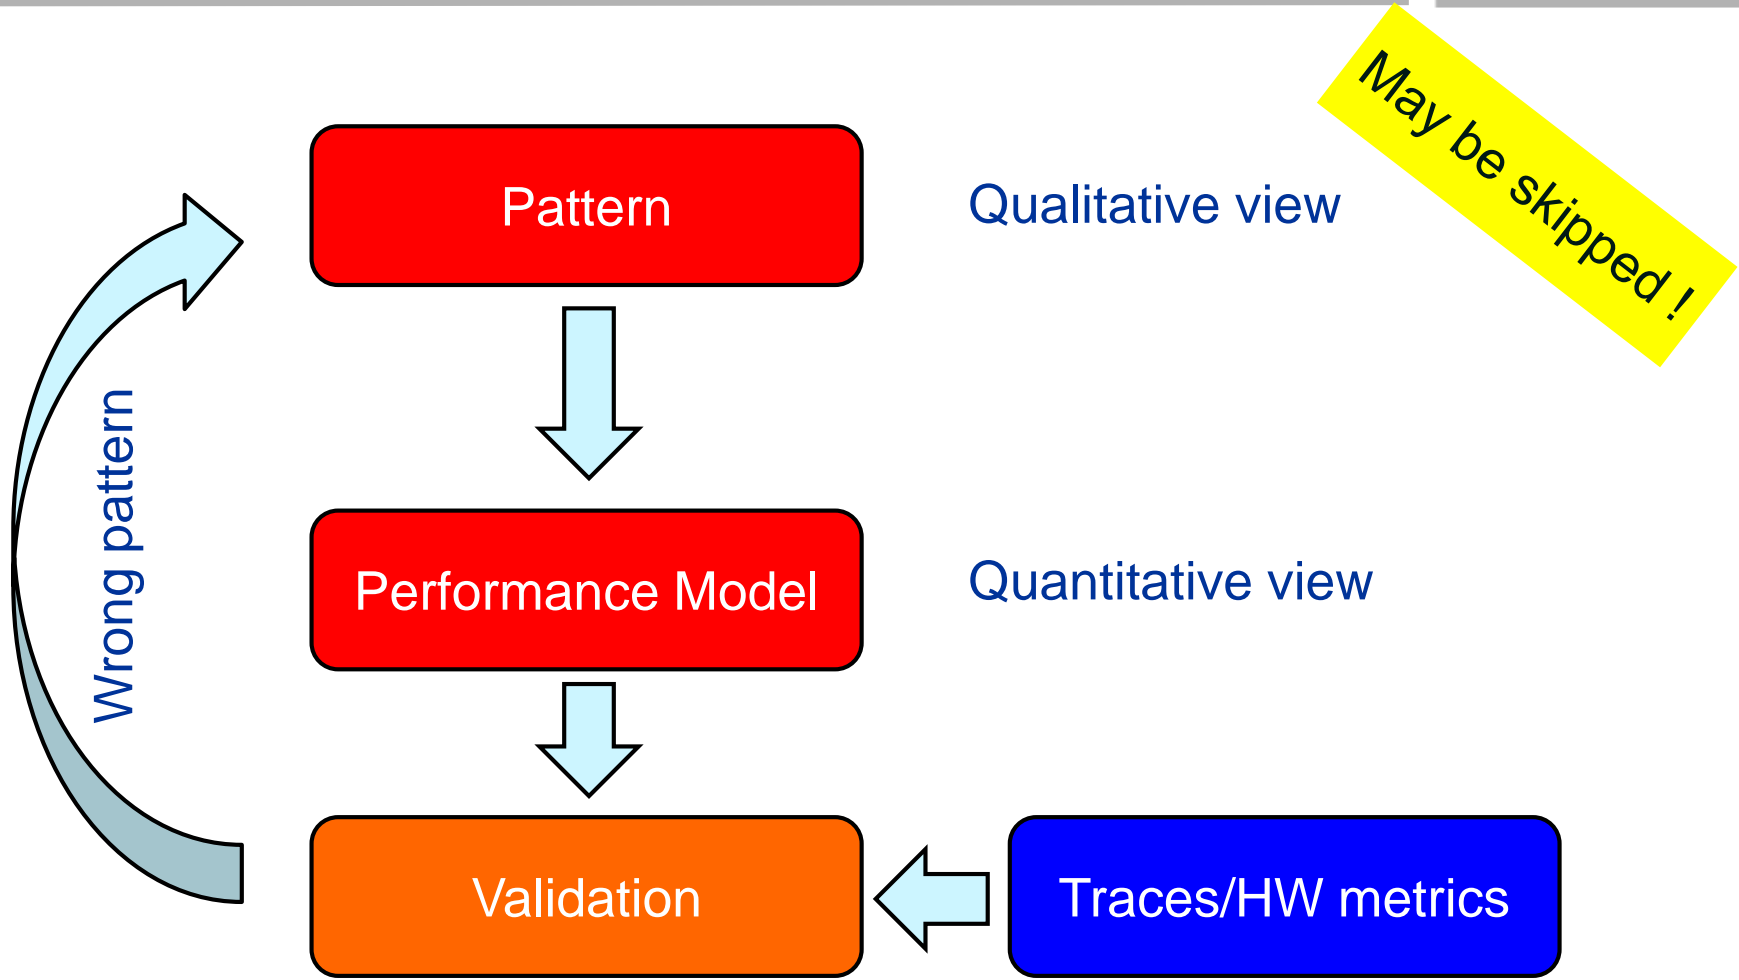 May be skipped !
Pattern
Qualitative view
Wrong pattern
Performance Model
Quantitative view
Validation
Traces/HW metrics